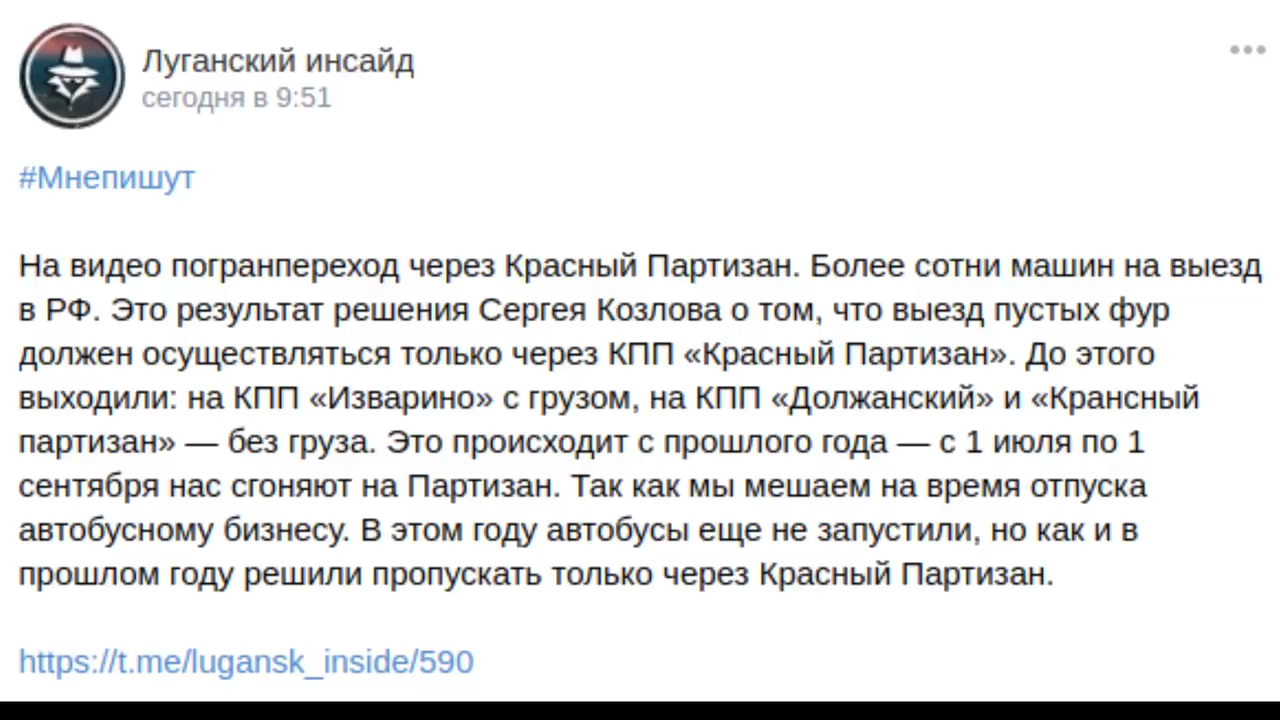 Луганский инсайд
сегодня в 9:51
#Мнепишут
На видео погранпереход через Красный Партизан. Более сотни машин на выезд
в РФ. Это результат решения Сергея Козлова о том, что выезд пустых фур
должен осуществляться только через КПП «Красный Партизан». До этого
выходили: на КПП «Изварино» с грузом, на КПП «Должанский» и «Крансный
партизан» — без груза. Это происходит с прошлого года — с 1 июля по 1
сентября нас сгоняют на Партизан. Так как мы мешаем на время отпуска
автобусному бизнесу. В этом году автобусы еще не запустили, но как и в
прошлом году решили пропускать только через Красный Партизан.
https://t.me/lugansk_inside/590